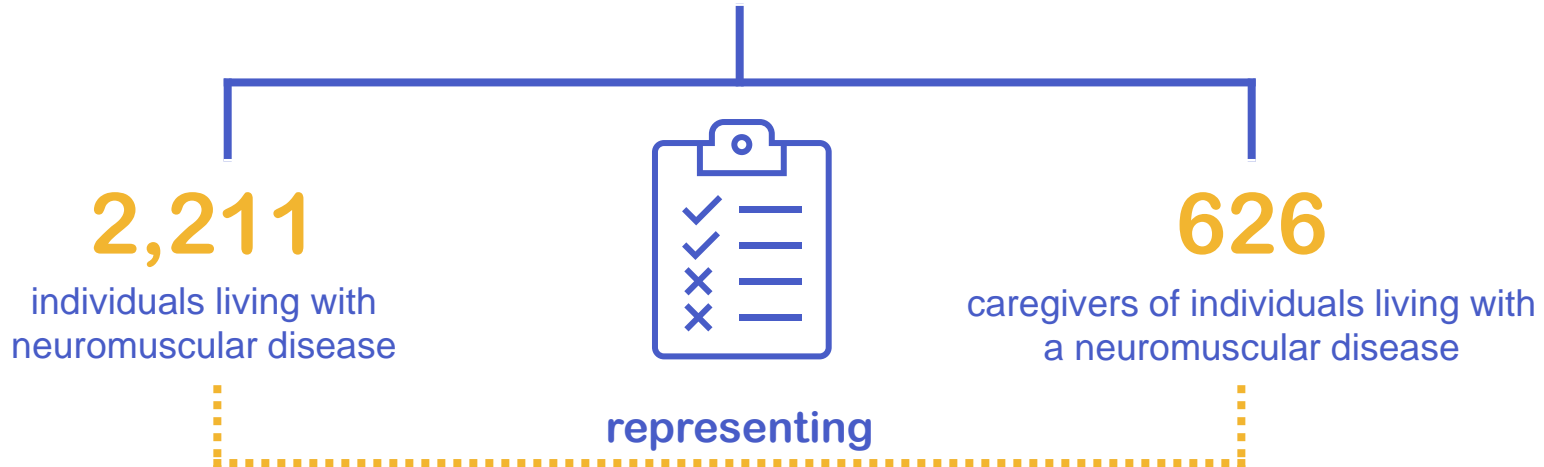 2,211
individuals living with
neuromuscular disease
626
caregivers of individuals living with
a neuromuscular disease
representing